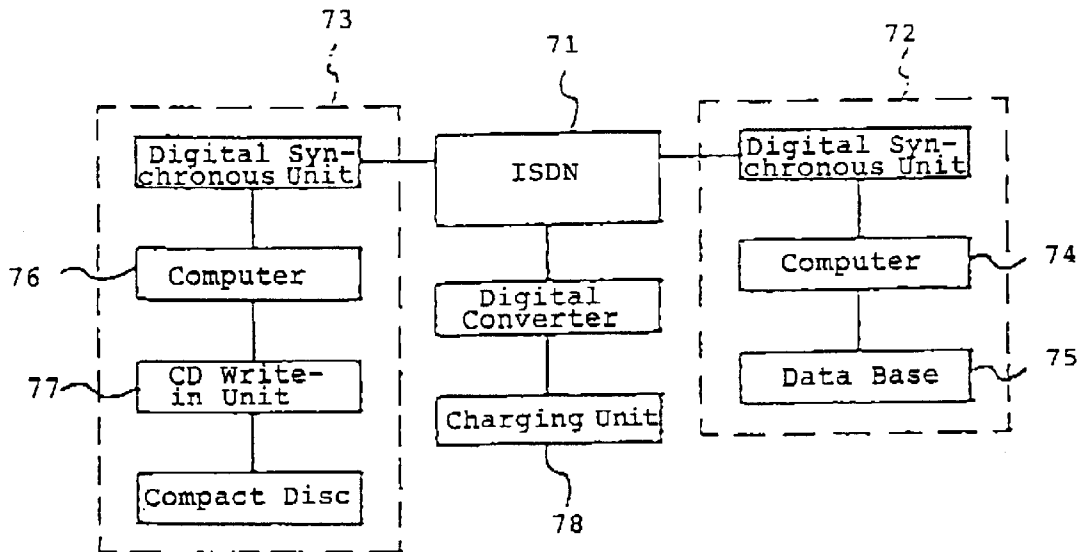 73
71
72
Digital Syn-
chronous Unit
ISDN
Digital Syn-
chronous Unit
76
Computer
Digital
Converter
Computer
74
77
CD Write-
in Unit
Charging Unit
Data Base
75
Compact Disc
78